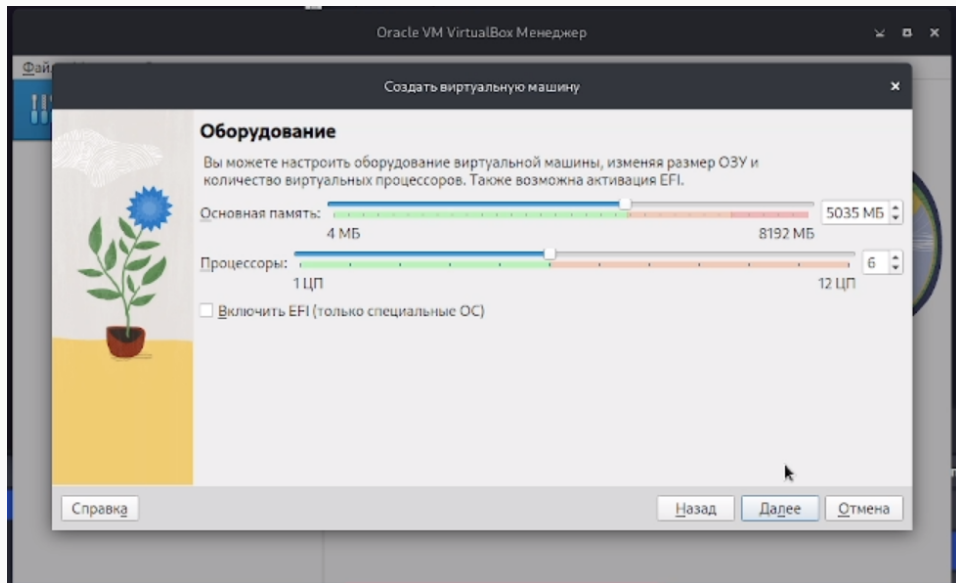 Oracle VM VirtualBox Менеджер
Фай
Создать виртуальную машину
Оборудование
Вы можете настроить оборудование виртуальной машины, изменяя размер ОЗУ и
количество виртуальных процессоров. Также возможна активация EFI.
Основная память: 5035 МБ
4 МБ 8192 МБ
Процессоры: 6
1 ЦП 12 ЦП
Включить EFI (только специальные ОС)
Справка Назад Далее Отмена